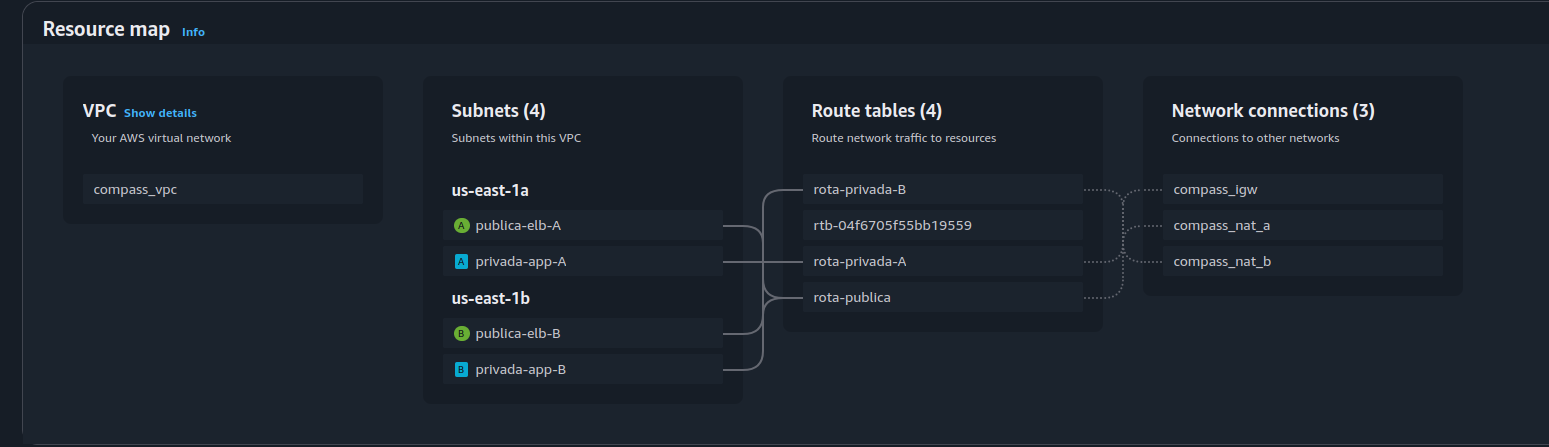 Resource map Info
VPC Show details
Your AWS virtual network
compass_vpc
Subnets (4)
Subnets within this VPC
us-east-1a
A publica-elb-A
A privada-app-A
us-east-1b
B publica-elb-B
B privada-app-B
Route tables (4)
Route network traffic to resources
rota-privada-B
rtb-04f6705f55bb19559
rota-privada-A
rota-publica
Network connections (3)
Connections to other networks
compass_igw
compass_nat_a
compass_nat_b